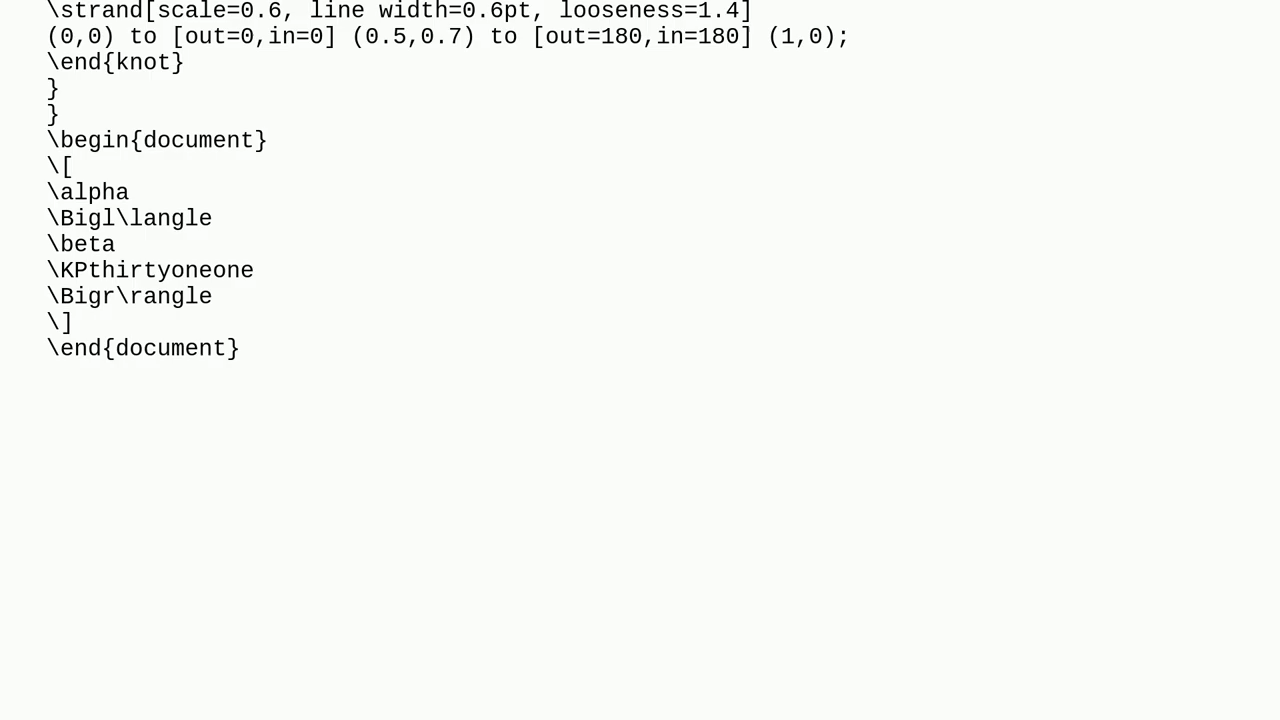 \strand[scale=0.6, line width=0.6pt, looseness=1.4]
(0,0) to [out=0,in=0] (0.5,0.7) to [out=180,in=180] (1,0);
\end{knot}
}
}
\begin{document}
\[
\alpha
\Bigl\langle
\beta
\KPthirtyoneone
\Bigr\rangle
\]
\end{document}